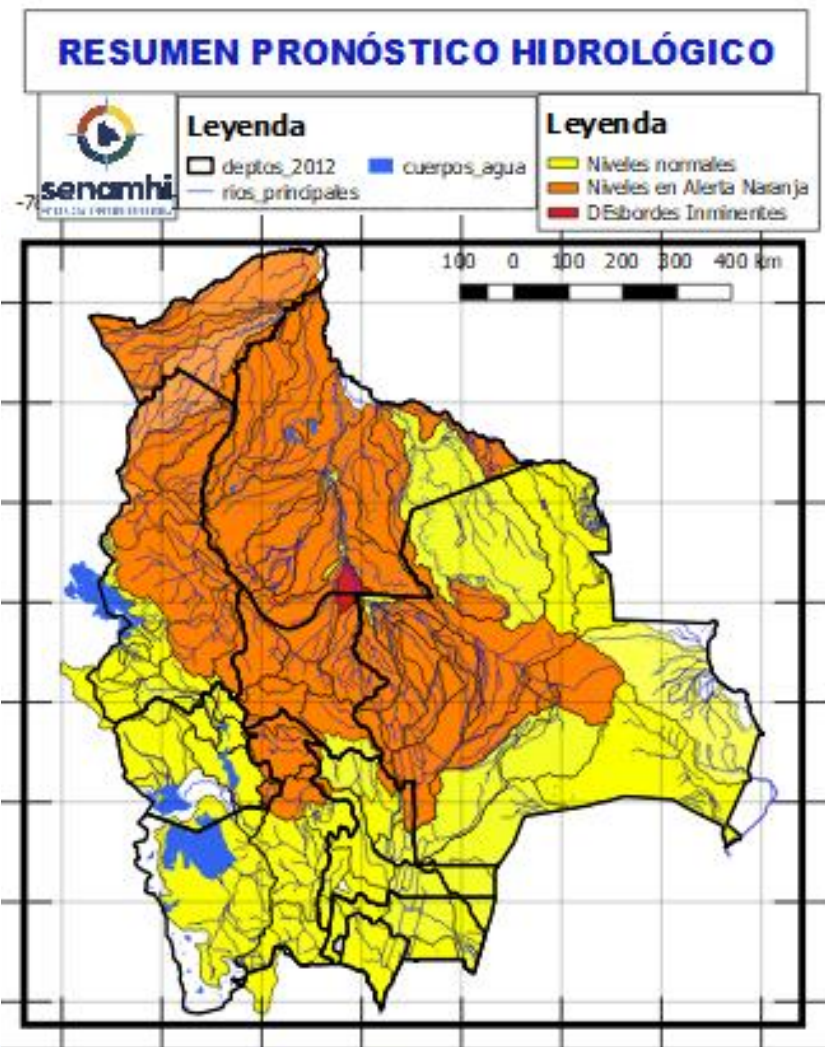 RESUMEN PRONÓSTICO HIDROLÓGICO
senamhi
Leyenda
deptos_2012
cuerpos_agua
rios_principales
Leyenda
Niveles normales
Niveles en Alerta Naranja
DEsbordes Inminentes
100 0 100 200 300 400 km